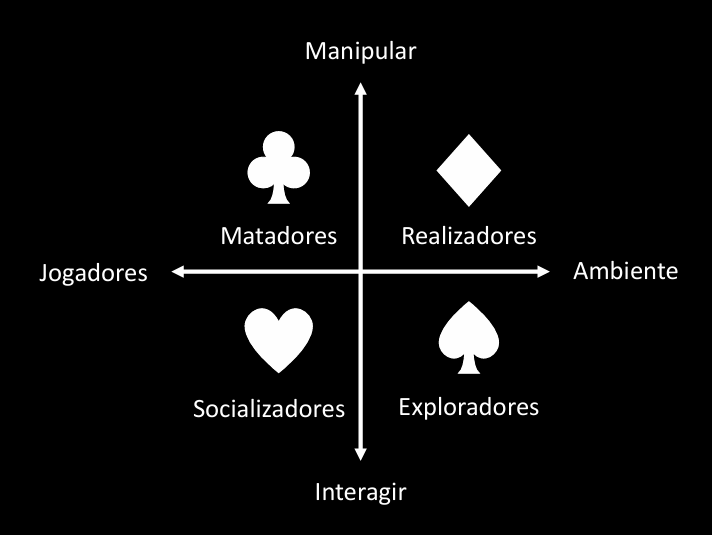 Manipular
Matadores
Realizadores
Jogadores
Ambiente
Socializadores
Exploradores
Interagir